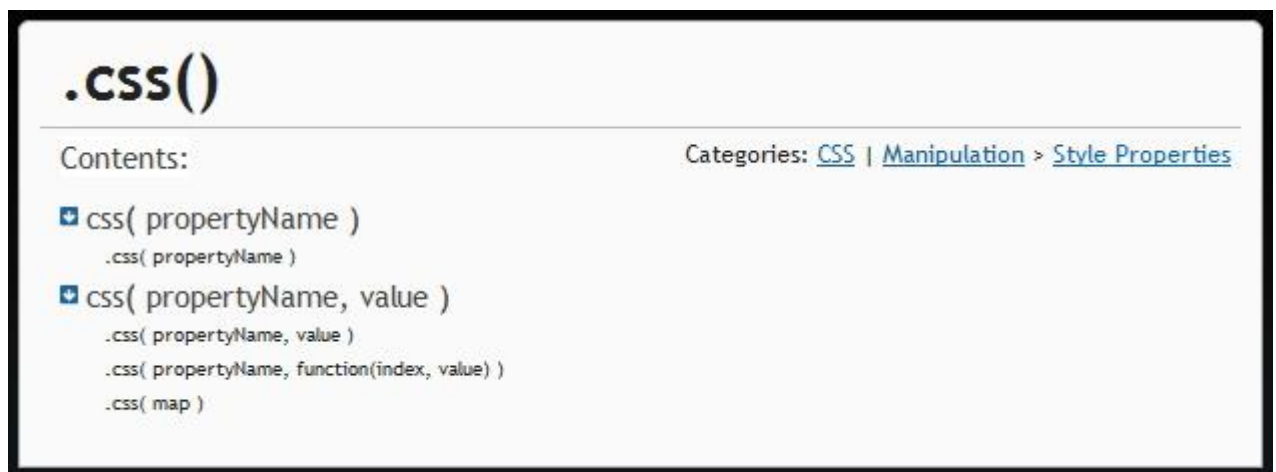 .css()
Contents:
Categories: CSS | Manipulation > Style Properties
css( propertyName )
.css( propertyName )
css( propertyName, value )
.css( propertyName, value )
.css( propertyName, function(index, value) )
.css( map )